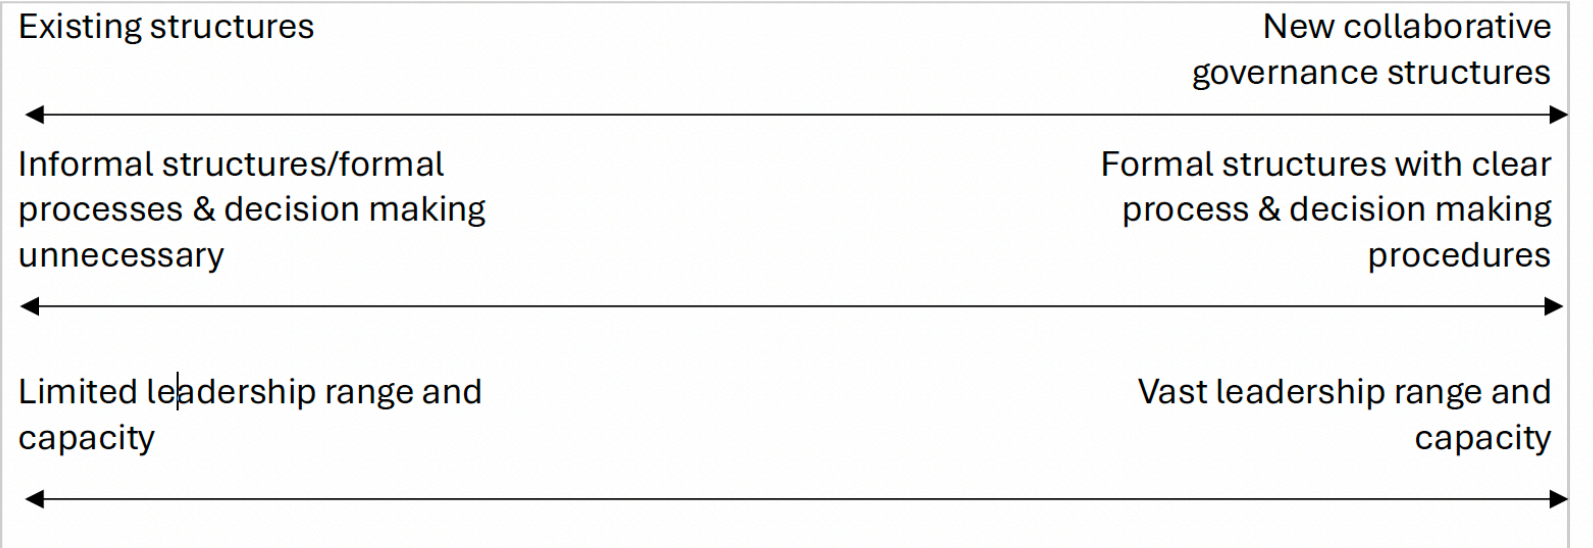 Existing structures
New collaborative
governance structures
Informal structures/formal
processes & decision making
unnecessary
Formal structures with clear
process & decision making
procedures
Limited leadership range and
capacity
Vast leadership range and
capacity